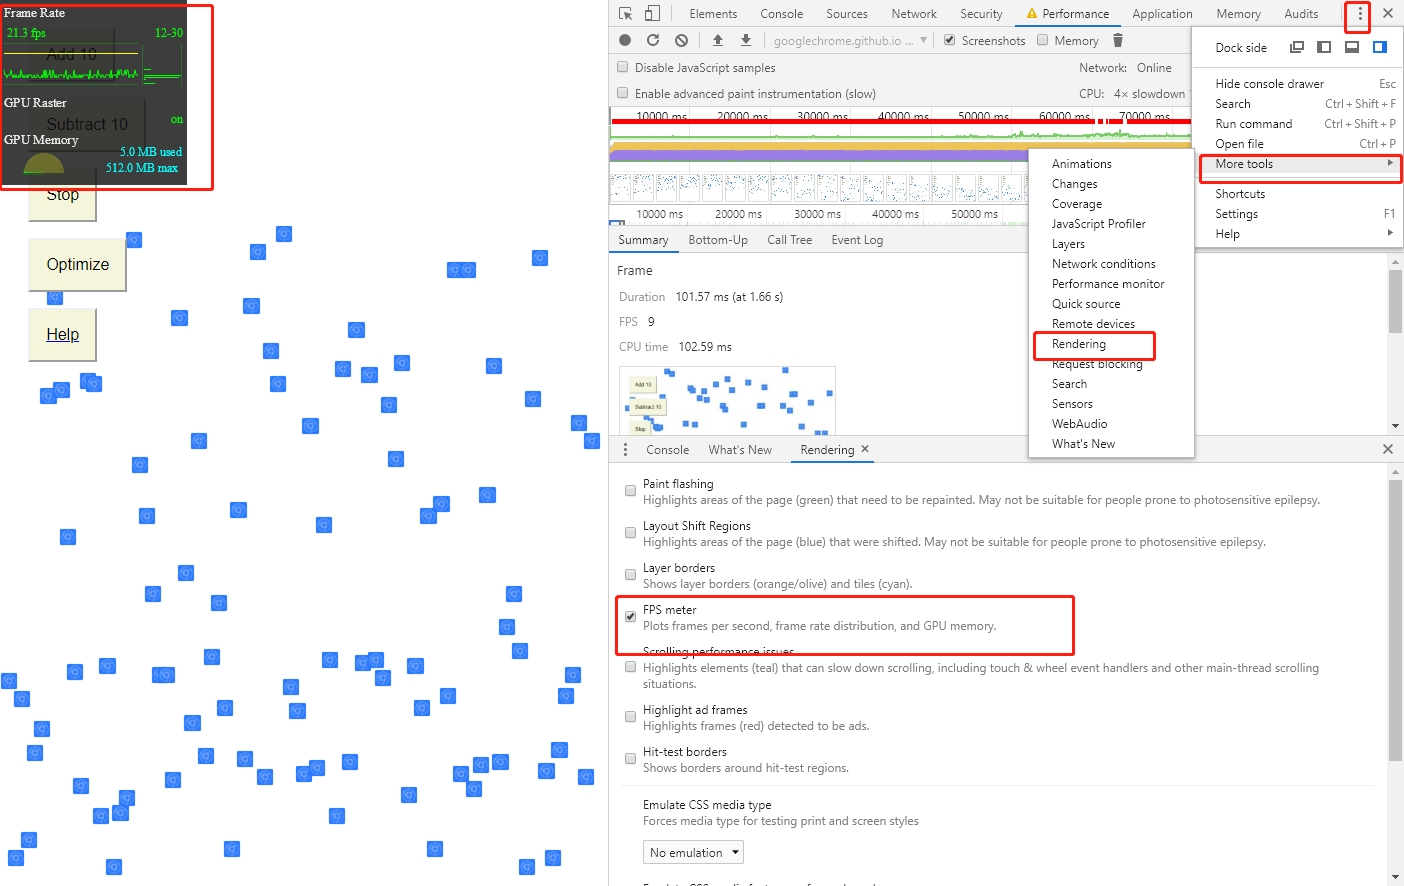 Frame Rate
21.3 fps 12-30
Add 10
GPU Raster
on
Subtract 10
GPU Memory
5.0 MB used
512.0 MB max
Stop
Optimize
Help
Elements Console Sources Network Security Performance Application Memory Audits
googlechrome.github.io ... Screenshots Memory
Disable JavaScript samples Network: Online
Enable advanced paint instrumentation (slow) CPU: 4× slowdown
10000 ms 20000 ms 30000 ms 40000 ms 50000 ms 60000 ms 70000 ms
10000 ms 20000 ms 30000 ms 40000 ms 50000 ms
Summary Bottom-Up Call Tree Event Log
Frame
Duration 101.57 ms (at 1.66 s)
FPS 9
CPU time 102.59 ms
Add 10
Subtract 10
Stop
Dock side
Hide console drawer Esc
Search Ctrl + Shift + F
Run command Ctrl + Shift + P
Open file Ctrl + P
More tools
Shortcuts
Settings F1
Help
Animations
Changes
Coverage
JavaScript Profiler
Layers
Network conditions
Performance monitor
Quick source
Remote devices
Rendering
Request blocking
Search
Sensors
WebAudio
What's New
Console What's New Rendering
Paint flashing
Highlights areas of the page (green) that need to be repainted. May not be suitable for people prone to photosensitive epilepsy.
Layout Shift Regions
Highlights areas of the page (blue) that were shifted. May not be suitable for people prone to photosensitive epilepsy.
Layer borders
Shows layer borders (orange/olive) and tiles (cyan).
FPS meter
Plots frames per second, frame rate distribution, and GPU memory.
Scrolling performance issues
Highlights elements (teal) that can slow down scrolling, including touch & wheel event handlers and other main-thread scrolling
situations.
Highlight ad frames
Highlights frames (red) detected to be ads.
Hit-test borders
Shows borders around hit-test regions.
Emulate CSS media type
Forces media type for testing print and screen styles
No emulation